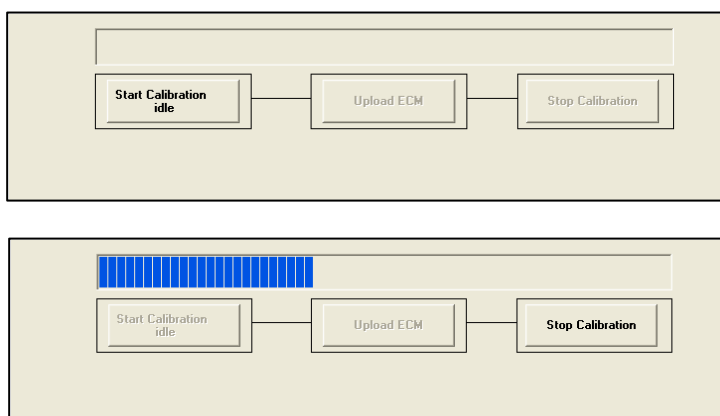 Start Calibration
idle
Upload ECM
Stop Calibration
Start Calibration
idle
Upload ECM
Stop Calibration